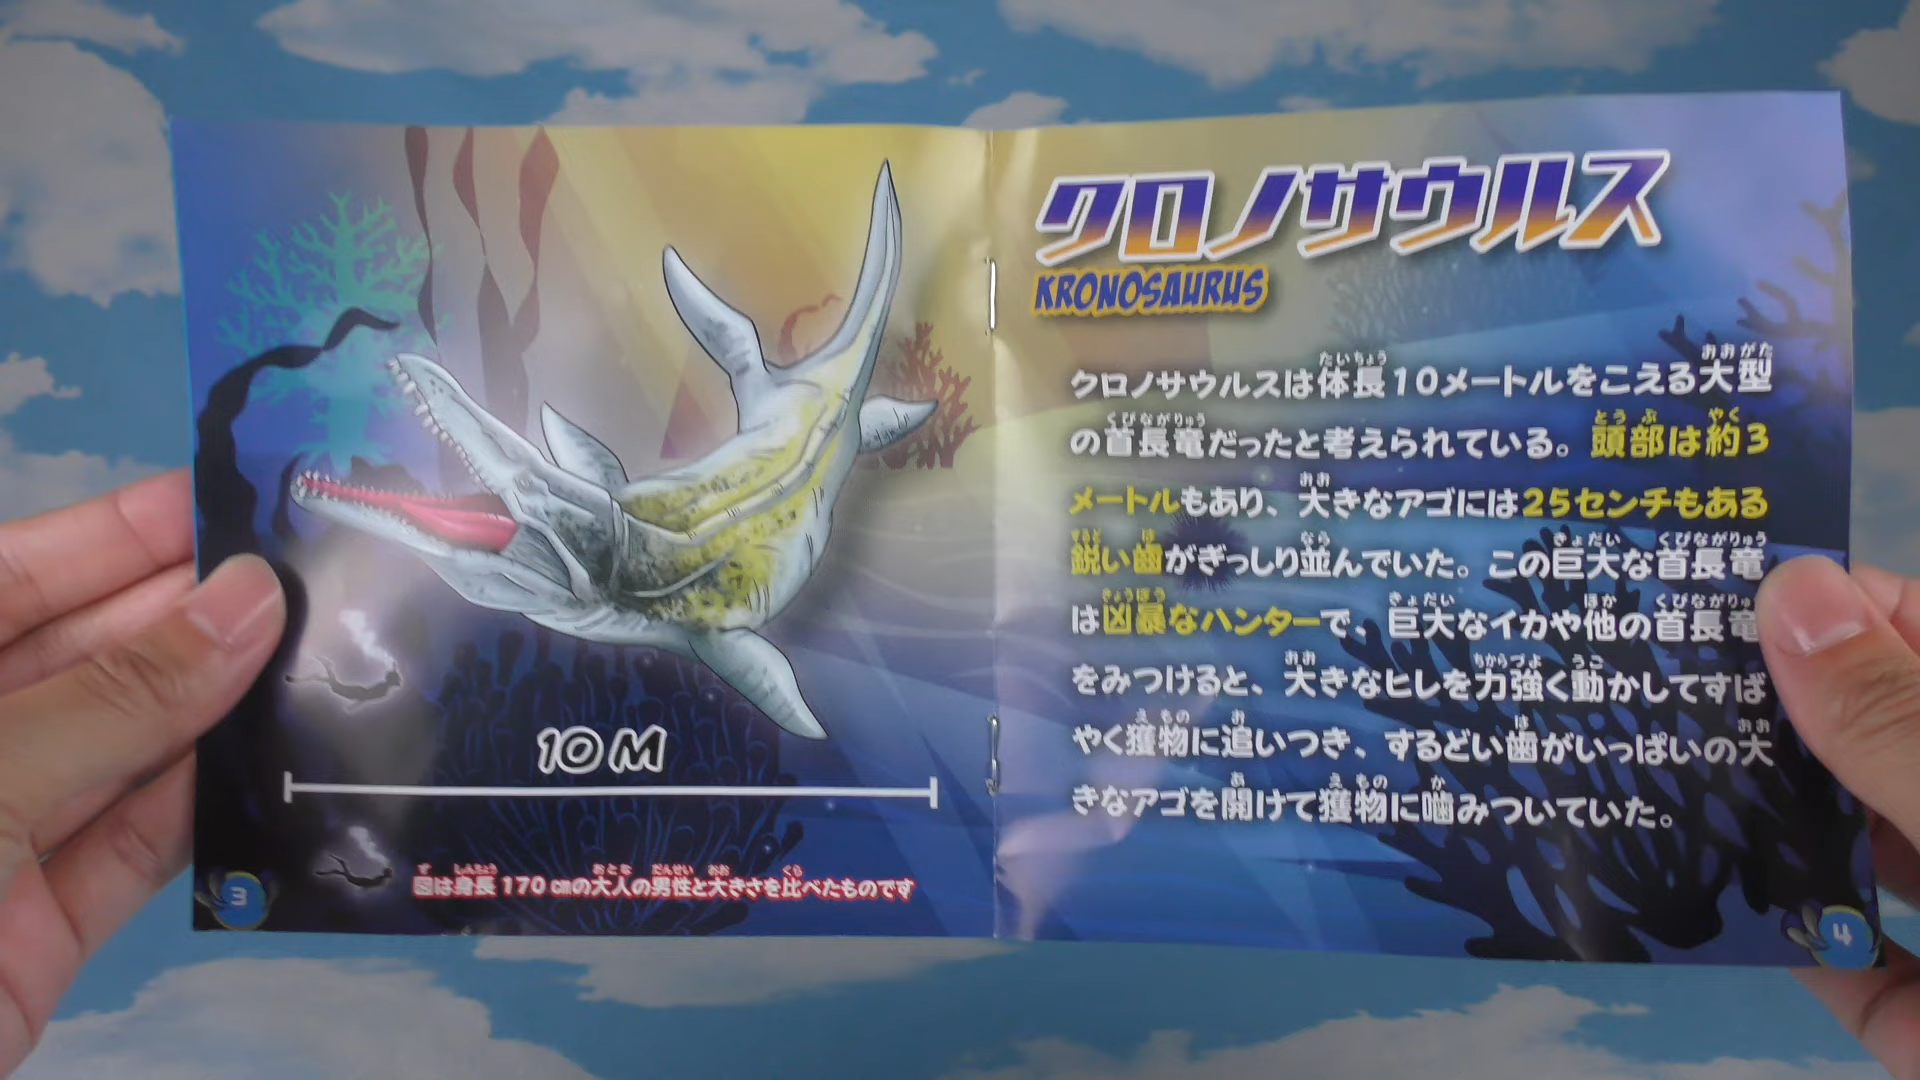 10M
図は身長170㎝の大人の男性と大きさを比べたものです
3
クロノサウルス
KRONOSAURUS
クロノサウルスは体長10メートルをこえる大型
の首長竜だったと考えられている。頭部は約3
メートルもあり、大きなアゴには25センチもある
鋭い歯がぎっしり並んでいた。この巨大な首長竜
は凶暴なハンターで、巨大なイカや他の首長竜
をみつけると、大きなヒレを力強く動かしてすば
やく獲物に追いつき、するどい歯がいっぱいの大
きなアゴを開けて獲物に噛みついていた。
4